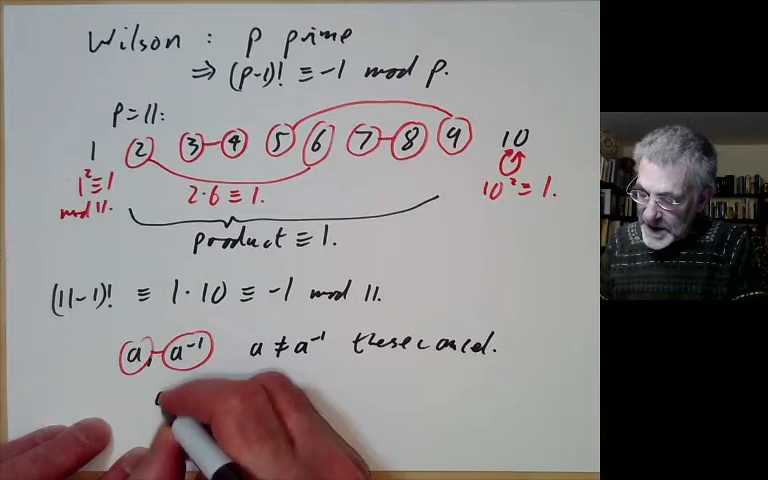 Wilson : p prime
⇒ (p-1)! ≡ -1 mod p.
p=11:
1 2 3 4 5 6 7 8 9 10
1² ≡ 1
mod 11.
2·6 ≡ 1.
10² ≡ 1.
product ≡ 1.
(11-1)! ≡ 1·10 ≡ -1 mod 11.
a a⁻¹ a ≠ a⁻¹ these cancel.